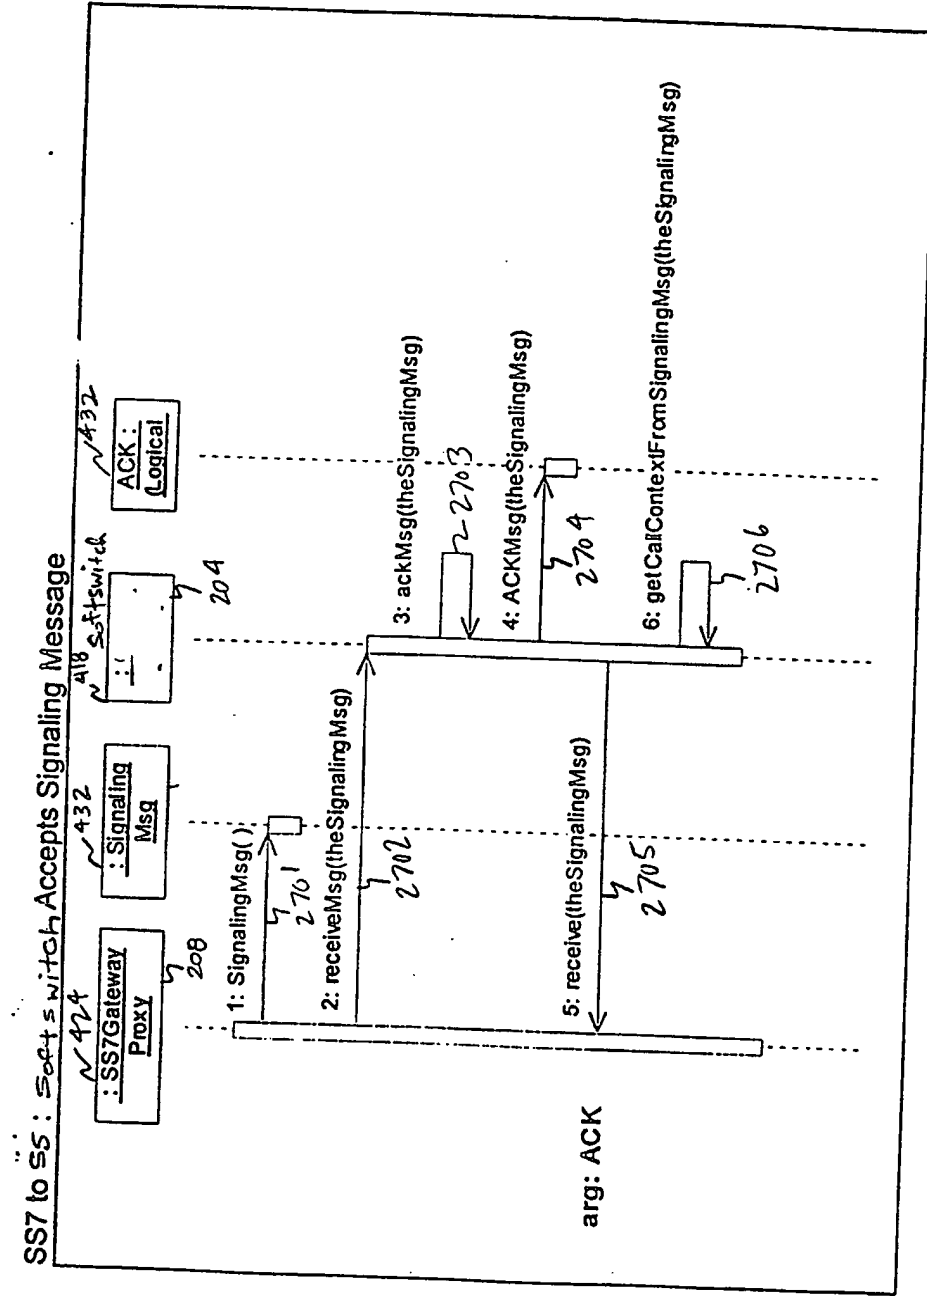 SS7 to SS: Softswitch Accepts Signaling Message
424
: SS7Gateway
Proxy
208
432
: Signaling
Msg
418
softswitch
204
432
ACK :
(Logical
1: SignalingMsg( )
2701
2: receiveMsg(theSignalingMsg)
2702
3: ackMsg(theSignalingMsg)
2703
4: ACKMsg(theSignalingMsg)
2704
arg: ACK
5: receive(theSignalingMsg)
2705
6: getCallContextFromSignalingMsg(theSignalingMsg)
2706